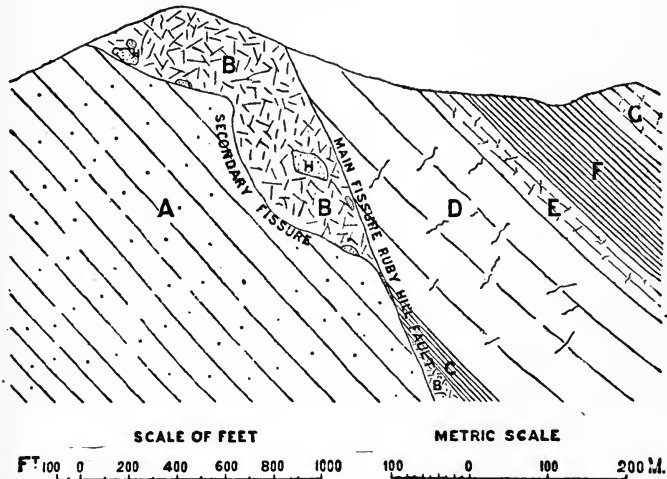 H
B
G
SECONDARY FISSURE
MAIN FISSURE RUBY HILL FAULT
F
H
A
B
D
E
C
B
SCALE OF FEET
METRIC SCALE
FT 100 0 200 400 600 800 1000
100 0 100 200 M.